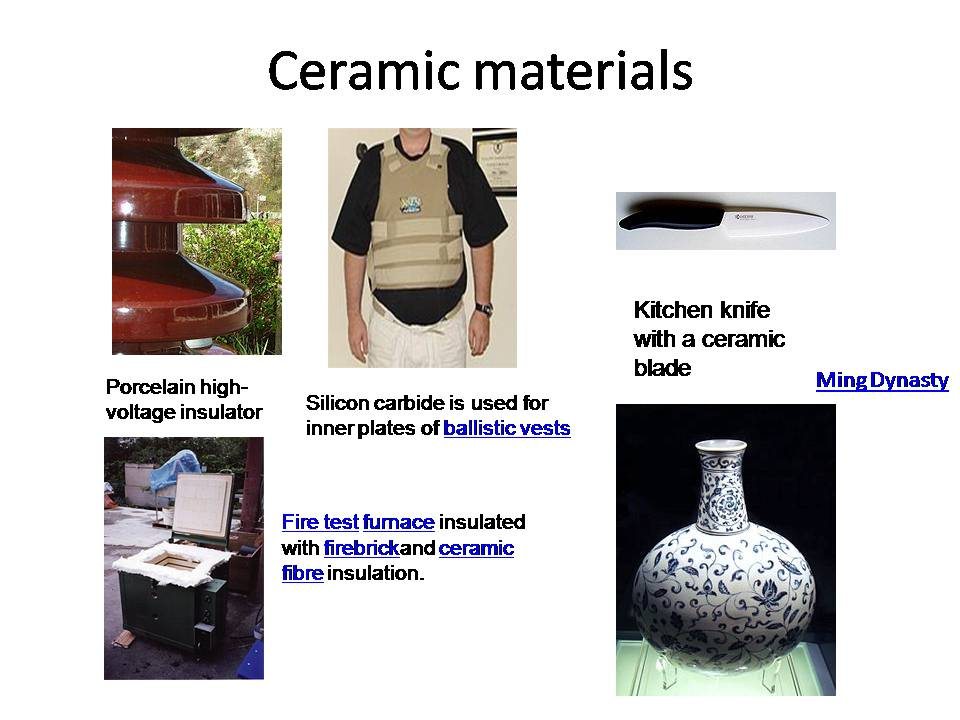 Ceramic materials
Porcelain high-
voltage insulator
Silicon carbide is used for
inner plates of ballistic vests
Kitchen knife
with a ceramic
blade
Ming Dynasty
Fire test furnace insulated
with firebrickand ceramic
fibre insulation.